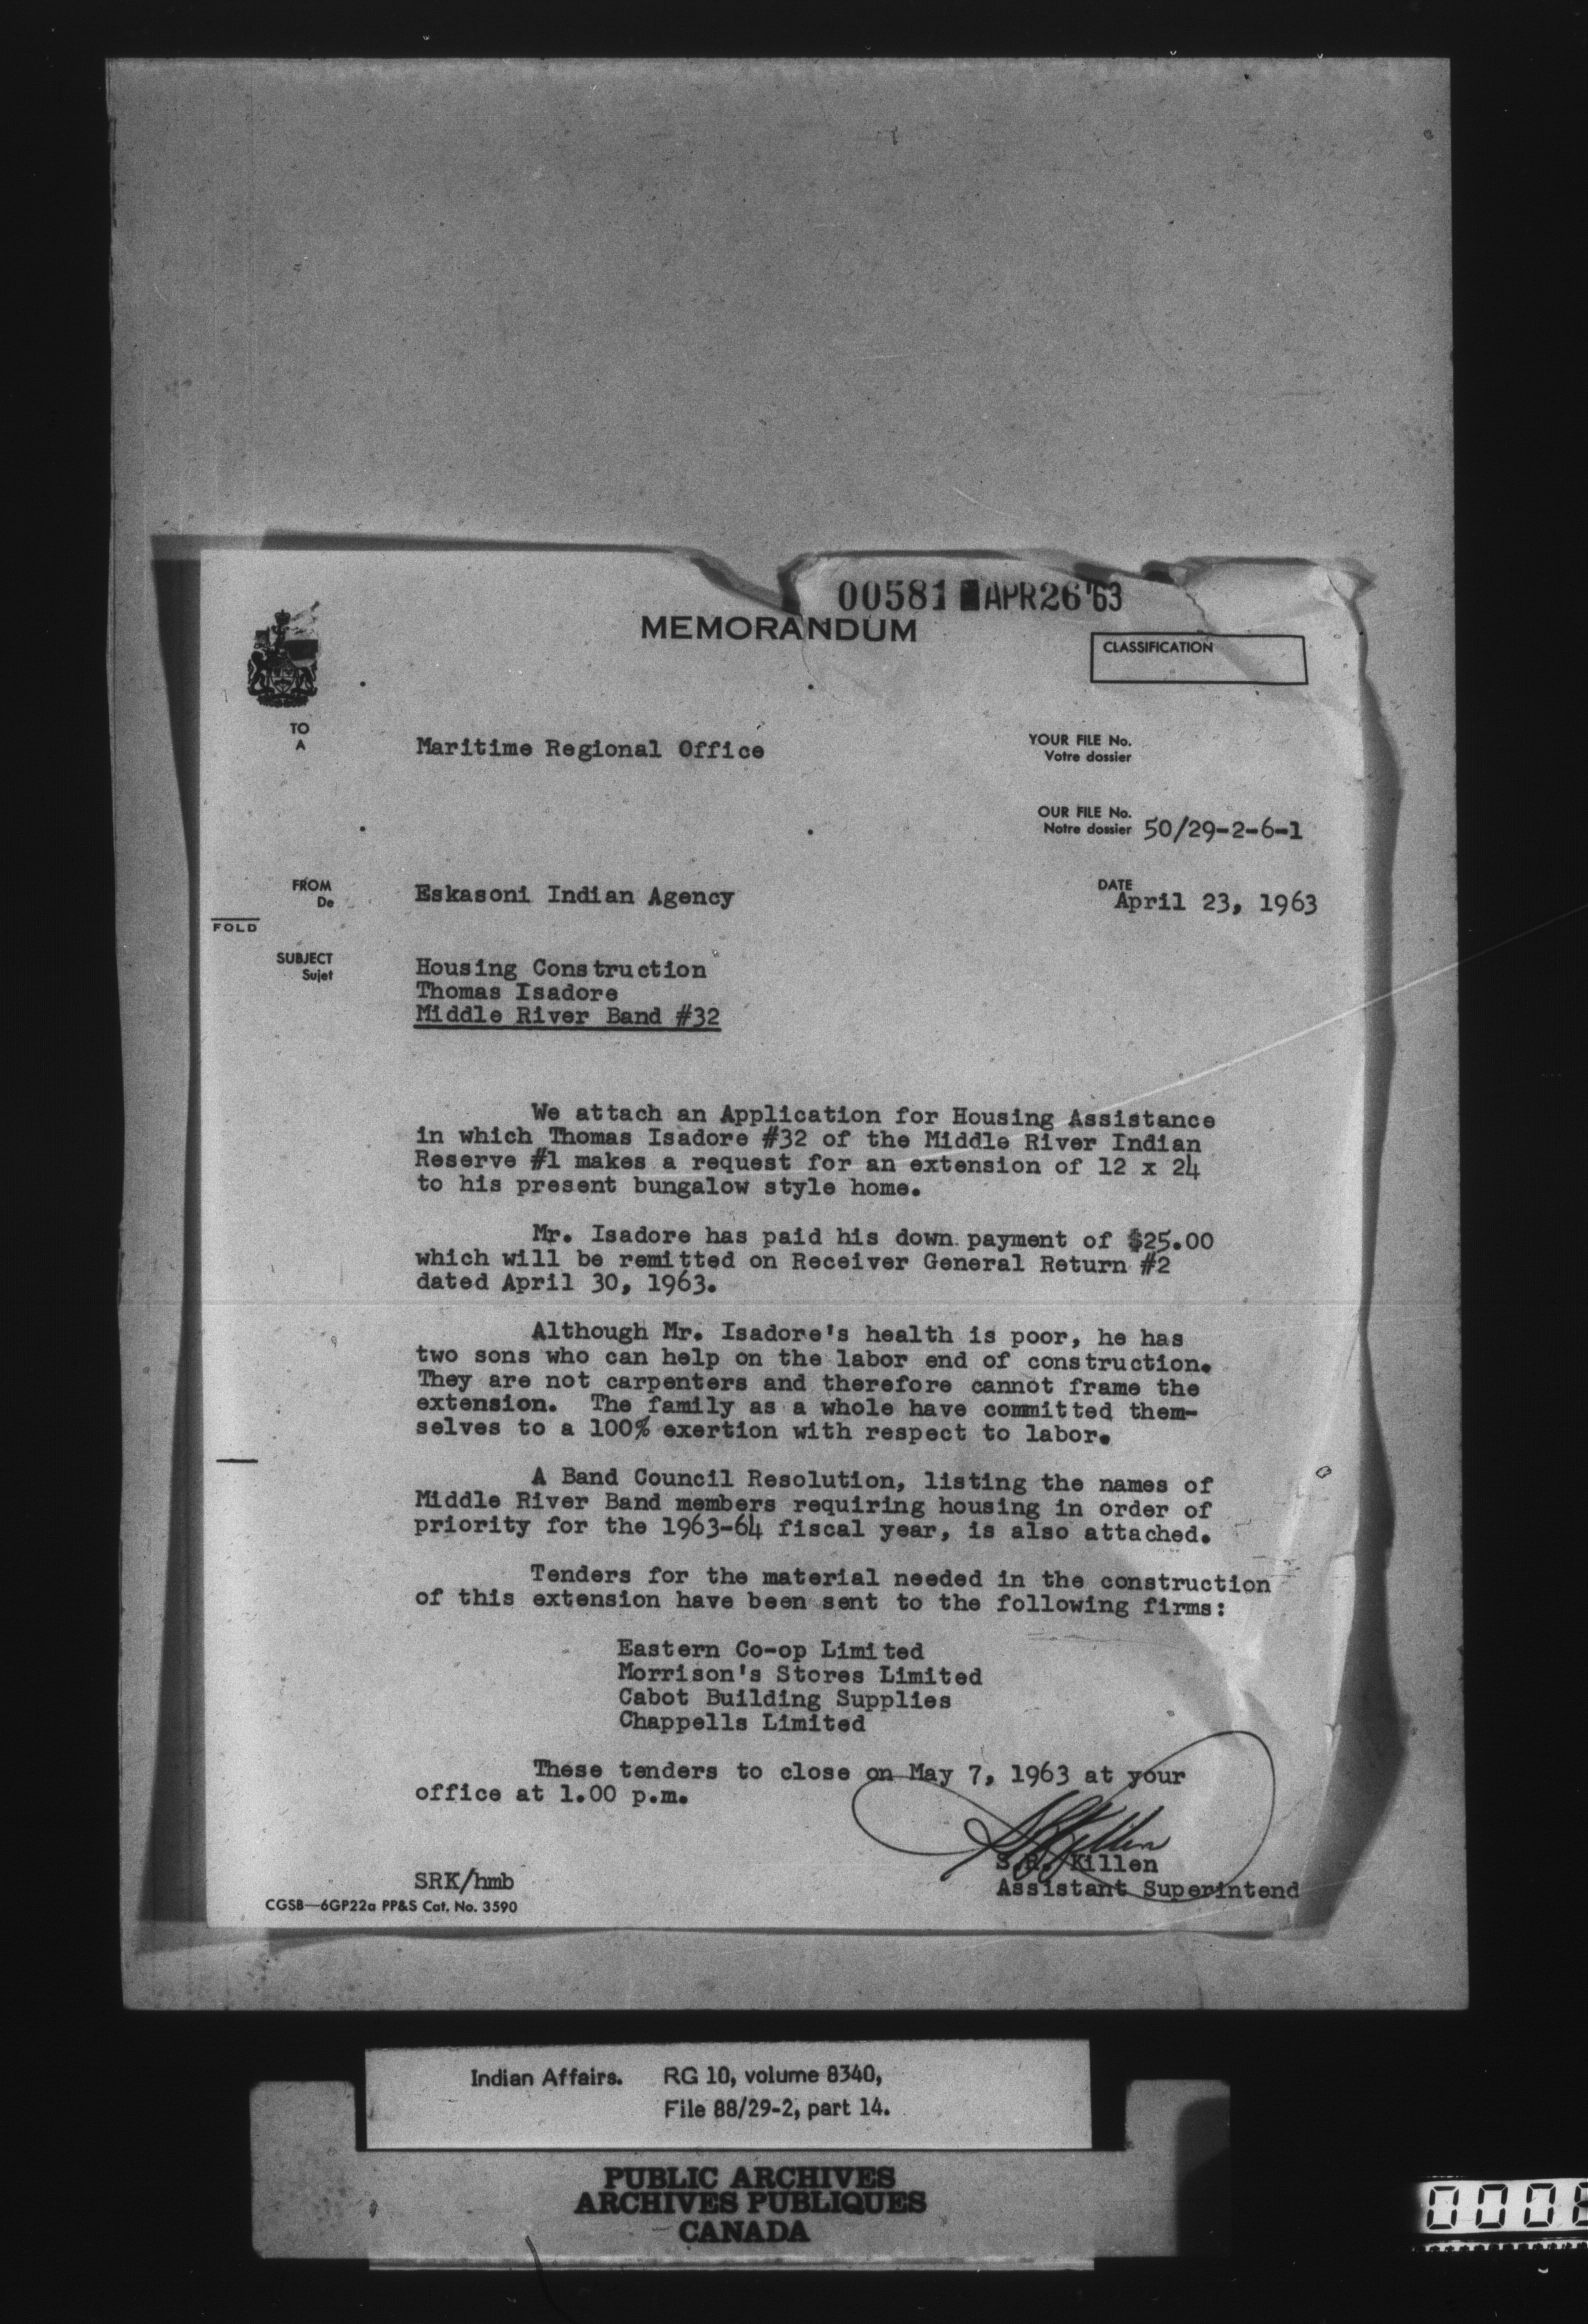 00581 APR 26 '63
MEMORANDUM
CLASSIFICATION
TO
A
Maritime Regional Office
YOUR FILE No.
Votre dossier
OUR FILE No.
Notre dossier 50/29-2-6-1
FROM
De
Eskasoni Indian Agency
DATE
April 23, 1963
FOLD
SUBJECT
Sujet
Housing Construction
Thomas Isadore
Middle River Band #32
We attach an Application for Housing Assistance
in which Thomas Isadore #32 of the Middle River Indian
Reserve #1 makes a request for an extension of 12 x 24
to his present bungalow style home.
Mr. Isadore has paid his down payment of $25.00
which will be remitted on Receiver General Return #2
dated April 30, 1963.
Although Mr. Isadore's health is poor, he has
two sons who can help on the labor end of construction.
They are not carpenters and therefore cannot frame the
extension. The family as a whole have committed them-
selves to a 100% exertion with respect to labor.
A Band Council Resolution, listing the names of
Middle River Band members requiring housing in order of
priority for the 1963-64 fiscal year, is also attached.
Tenders for the material needed in the construction
of this extension have been sent to the following firms:
Eastern Co-op Limited
Morrison's Stores Limited
Cabot Building Supplies
Chappells Limited
These tenders to close on May 7, 1963 at your
office at 1.00 p.m.
SRKillen
S.R. Killen
Assistant Superintend
SRK/hmb
CGSB—6GP22a PP&S Cat. No. 3590
Indian Affairs. RG 10, volume 8340,
File 88/29-2, part 14.
PUBLIC ARCHIVES
ARCHIVES PUBLIQUES
CANADA
000